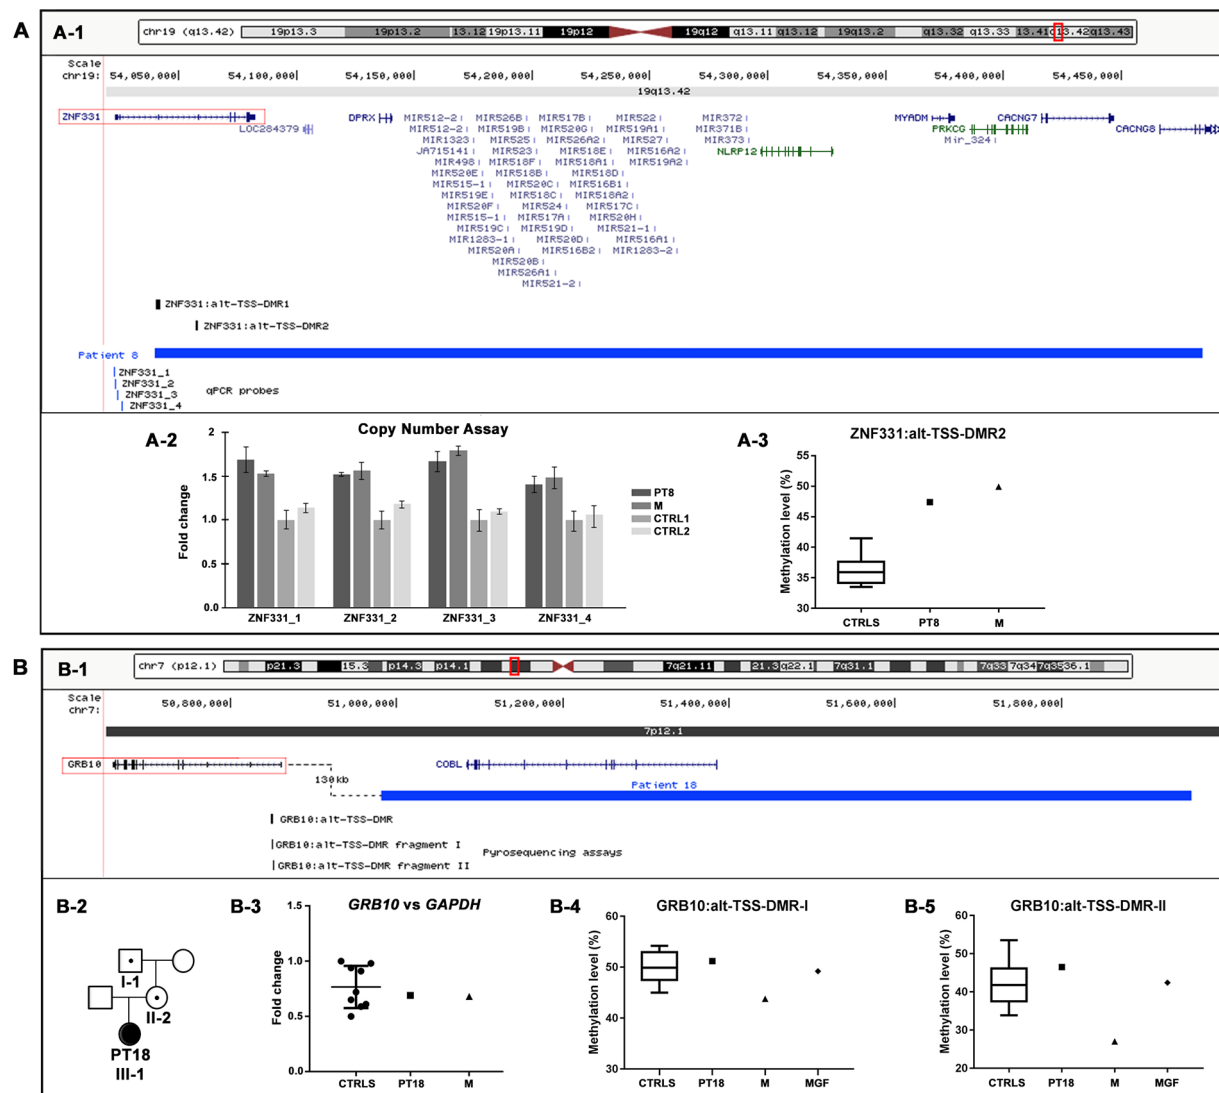 A
A-1
chr19 (q13.42) 19p13.3 19p13.2 13.12 19p13.11 19p12 19q12 q13.11 q13.12 19q13.2 q13.32 q13.33 13.41 q13.42 q13.43
Scale
chr19: 54,050,000| 54,100,000| 54,150,000| 54,200,000| 54,250,000| 54,300,000| 54,350,000| 54,400,000| 54,450,000|
19q13.42
ZNF331 DPRX MIR512-2 MIR526B MIR517B MIR522 MIR372 MYADM CACNG7
LOC284379 MIR512-2 MIR519B MIR520G MIR519A1 MIR371B PRKCG CACNG8
MIR1323 MIR525 MIR526A2 MIR527 MIR373 Mir_324
JA715141 MIR523 MIR518E MIR516A2 NLRP12
MIR498 MIR518F MIR518A1 MIR519A2
MIR520E MIR518B MIR518D
MIR515-1 MIR520C MIR516B1
MIR519E MIR518C MIR518A2
MIR520F MIR524 MIR517C
MIR515-1 MIR517A MIR520H
MIR519C MIR519D MIR521-1
MIR1283-1 MIR520D MIR516A1
MIR520A MIR516B2 MIR1283-2
MIR520B
MIR526A1
MIR521-2
ZNF331:alt-TSS-DMR1
ZNF331:alt-TSS-DMR2
Patient 8
ZNF331_1
ZNF331_2
ZNF331_3 qPCR probes
ZNF331_4
A-2
Copy Number Assay
Fold change
2
1.5
1.0
0.5
0.0
ZNF331_1 ZNF331_2 ZNF331_3 ZNF331_4
PT8
M
CTRL1
CTRL2
A-3
ZNF331:alt-TSS-DMR2
Methylation level (%)
55
50
45
40
35
30
CTRLS PT8 M
B
B-1
chr7 (p12.1) p21.3 15.3 p14.3 p14.1 7q21.11 21.3 q22.1 7q31.1 7q33 7q34 7q35 36.1
Scale
chr7: 50,800,000| 51,000,000| 51,200,000| 51,400,000| 51,600,000| 51,800,000|
7p12.1
GRB10 COBL
130kb
Patient 18
GRB10:alt-TSS-DMR
GRB10:alt-TSS-DMR fragment I
Pyrosequencing assays
GRB10:alt-TSS-DMR fragment II
B-2
I-1
II-2
PT18
III-1
B-3
GRB10 vs GAPDH
Fold change
1.5
1.0
0.5
0.0
CTRLS PT18 M
B-4
GRB10:alt-TSS-DMR-I
Methylation level (%)
60
50
60
30
CTRLS PT18 M MGF
B-5
GRB10:alt-TSS-DMR-II
Methylation level (%)
60
50
40
30
20
CTRLS PT18 M MGF